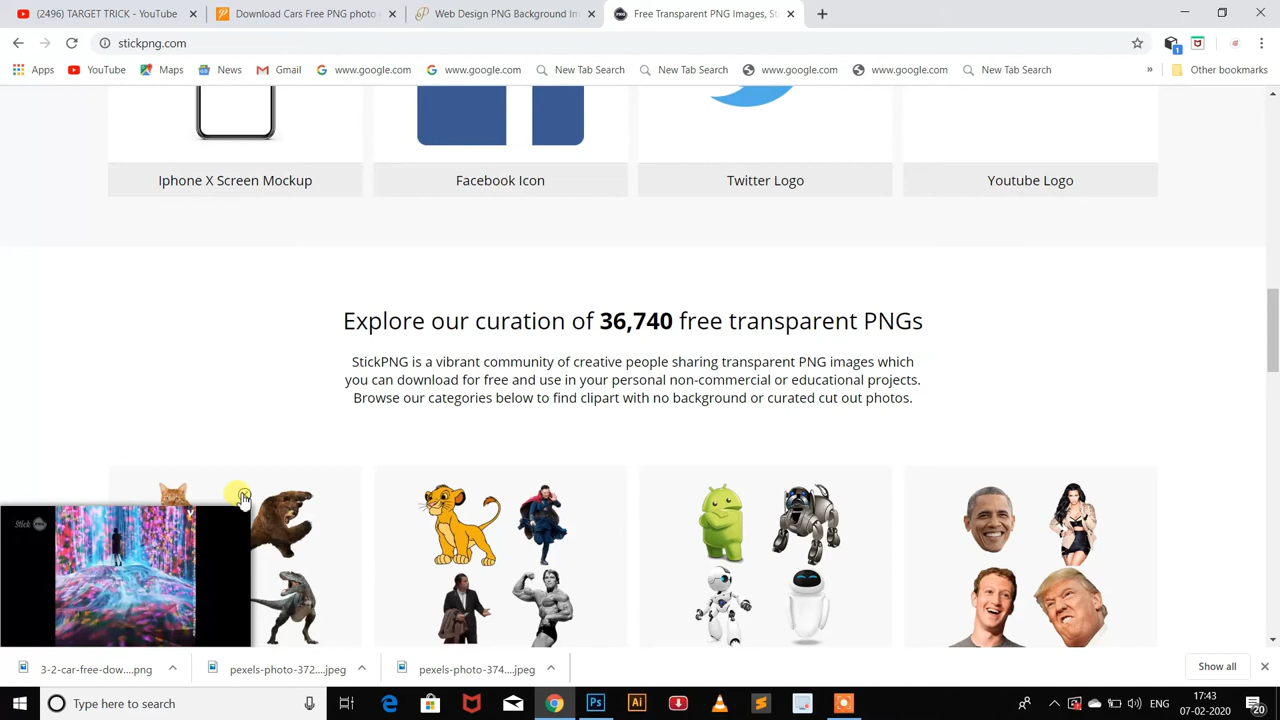 (2496) TARGET TRICK - YouTube
Download Cars Free PNG photo
Web Design PNG Background Im
Free Transparent PNG Images, St
stickpng.com
1
Apps
YouTube
Maps
News
Gmail
www.google.com
www.google.com
New Tab Search
New Tab Search
www.google.com
www.google.com
New Tab Search
»
Other bookmarks
Iphone X Screen Mockup
Facebook Icon
Twitter Logo
Youtube Logo
Explore our curation of 36,740 free transparent PNGs
StickPNG is a vibrant community of creative people sharing transparent PNG images which
you can download for free and use in your personal non-commercial or educational projects.
Browse our categories below to find clipart with no background or curated cut out photos.
Stick PNG
3-2-car-free-dow....png
pexels-photo-372....jpeg
pexels-photo-374....jpeg
Show all
Type here to search
Ps
Ai
ENG
17:43
07-02-2020
20